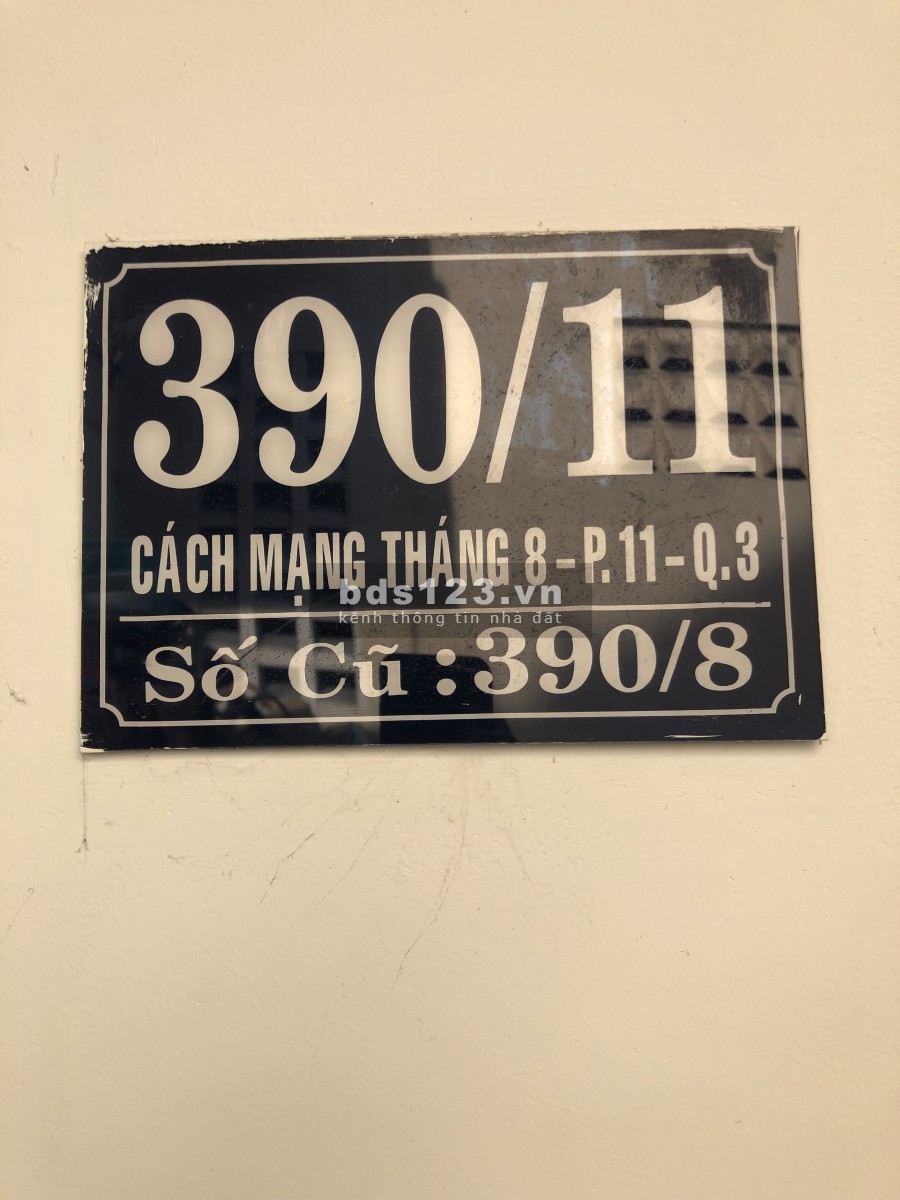 390/11
CÁCH MẠNG THÁNG 8 - P.11 - Q.3
bds123.vn
kênh thông tin nhà đất
Số Cũ : 390/8